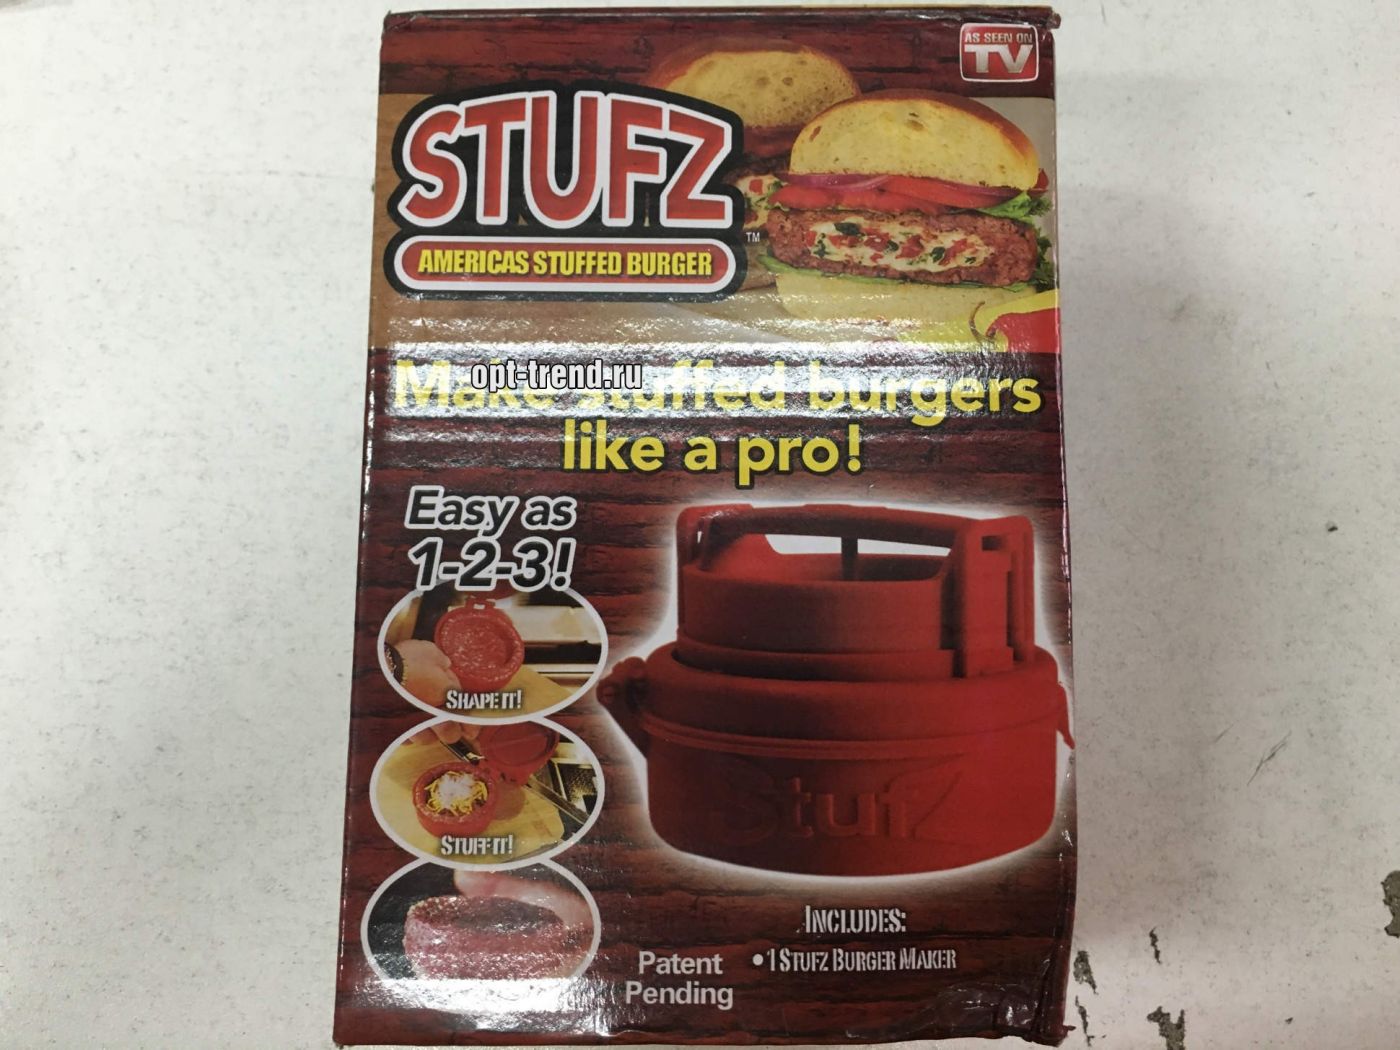 AS SEEN ON
TV
STUFZ
TM
AMERICAS STUFFED BURGER
opt-trend.ru
Make stuffed burgers
like a pro!
Easy as
1-2-3!
SHAPE IT!
STUFF IT!
Stufz
INCLUDES:
• 1 STUFZ BURGER MAKER
Patent
Pending